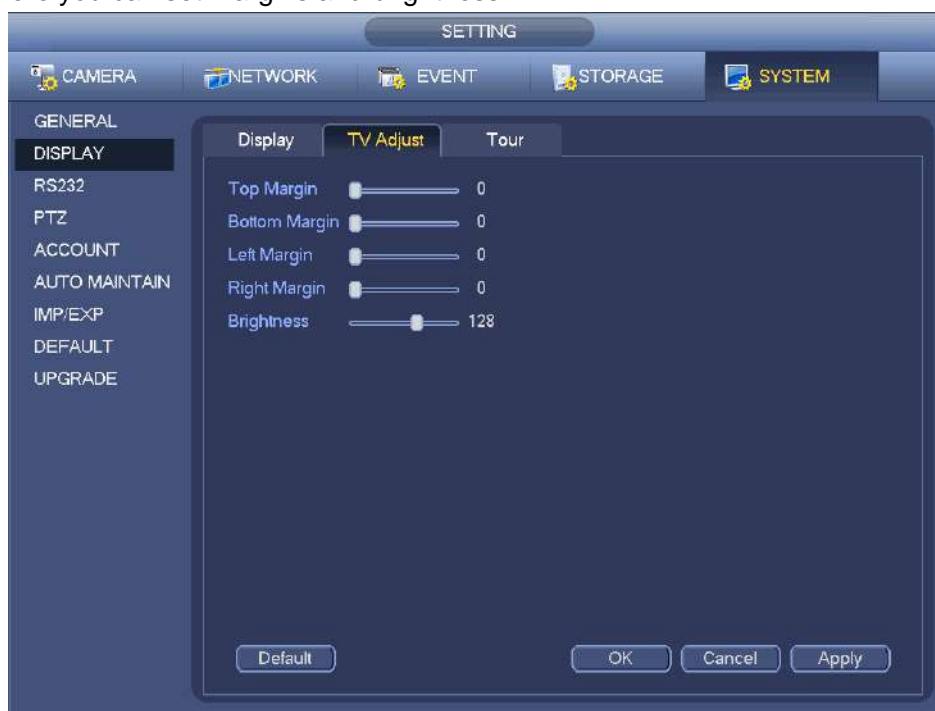 SETTING
CAMERA NETWORK EVENT STORAGE SYSTEM
GENERAL
DISPLAY
RS232
PTZ
ACCOUNT
AUTO MAINTAIN
IMP/EXP
DEFAULT
UPGRADE
Display TV Adjust Tour
Top Margin 0
Bottom Margin 0
Left Margin 0
Right Margin 0
Brightness 128
Default OK Cancel Apply